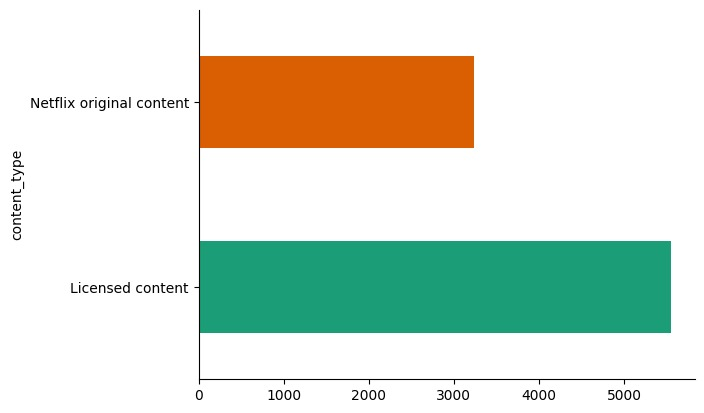 Netflix original content
content_type
Licensed content
0 1000 2000 3000 4000 5000